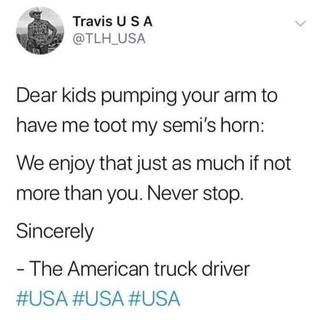 Travis U S A
@TLH_USA
Dear kids pumping your arm to
have me toot my semi's horn:
We enjoy that just as much if not
more than you. Never stop.
Sincerely
- The American truck driver
#USA #USA #USA